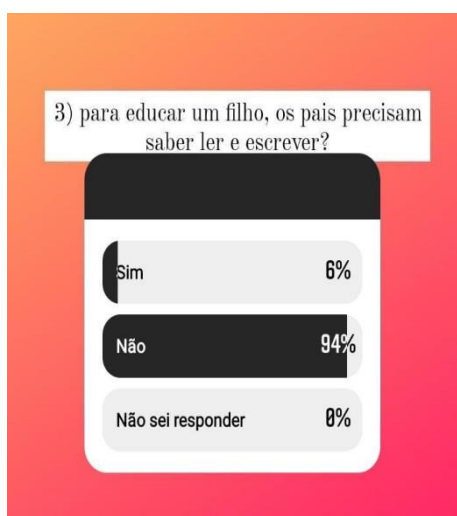 3) para educar um filho, os pais precisam
saber ler e escrever?
Sim 6%
Não 94%
Não sei responder 0%